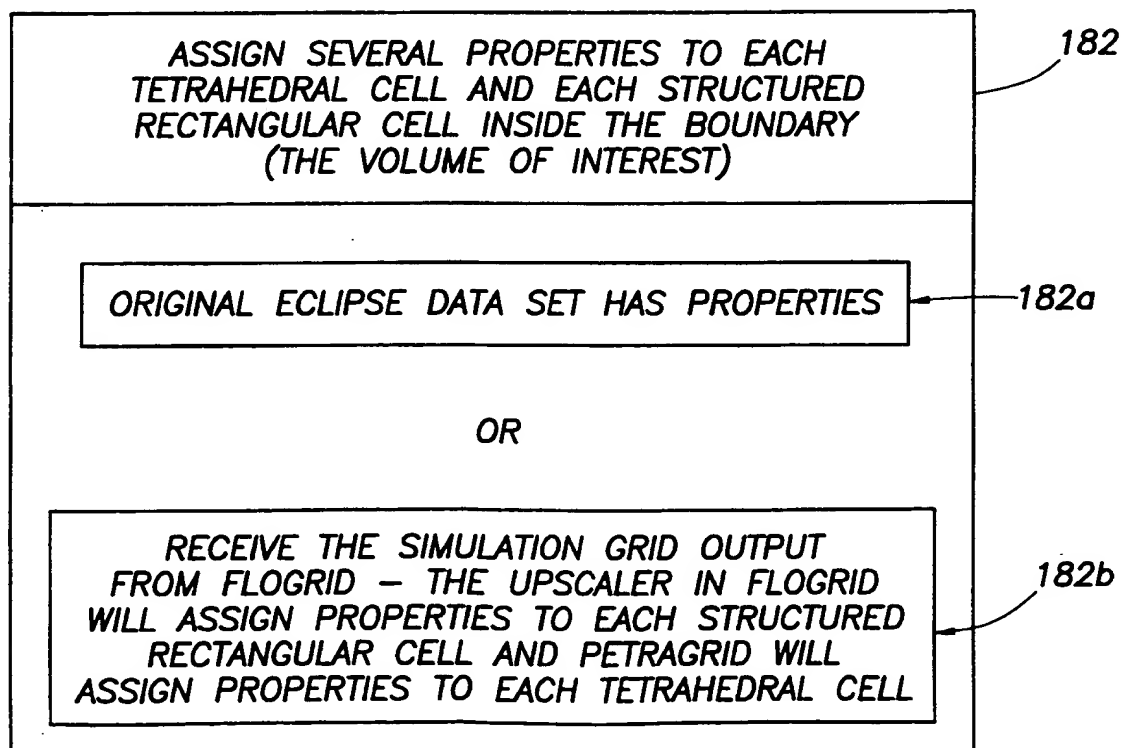 ASSIGN SEVERAL PROPERTIES TO EACH
TETRAHEDRAL CELL AND EACH STRUCTURED
RECTANGULAR CELL INSIDE THE BOUNDARY
(THE VOLUME OF INTEREST)
182
ORIGINAL ECLIPSE DATA SET HAS PROPERTIES
182a
OR
RECEIVE THE SIMULATION GRID OUTPUT
FROM FLOGRID – THE UPSCALER IN FLOGRID
WILL ASSIGN PROPERTIES TO EACH STRUCTURED
RECTANGULAR CELL AND PETRAGRID WILL
ASSIGN PROPERTIES TO EACH TETRAHEDRAL CELL
182b